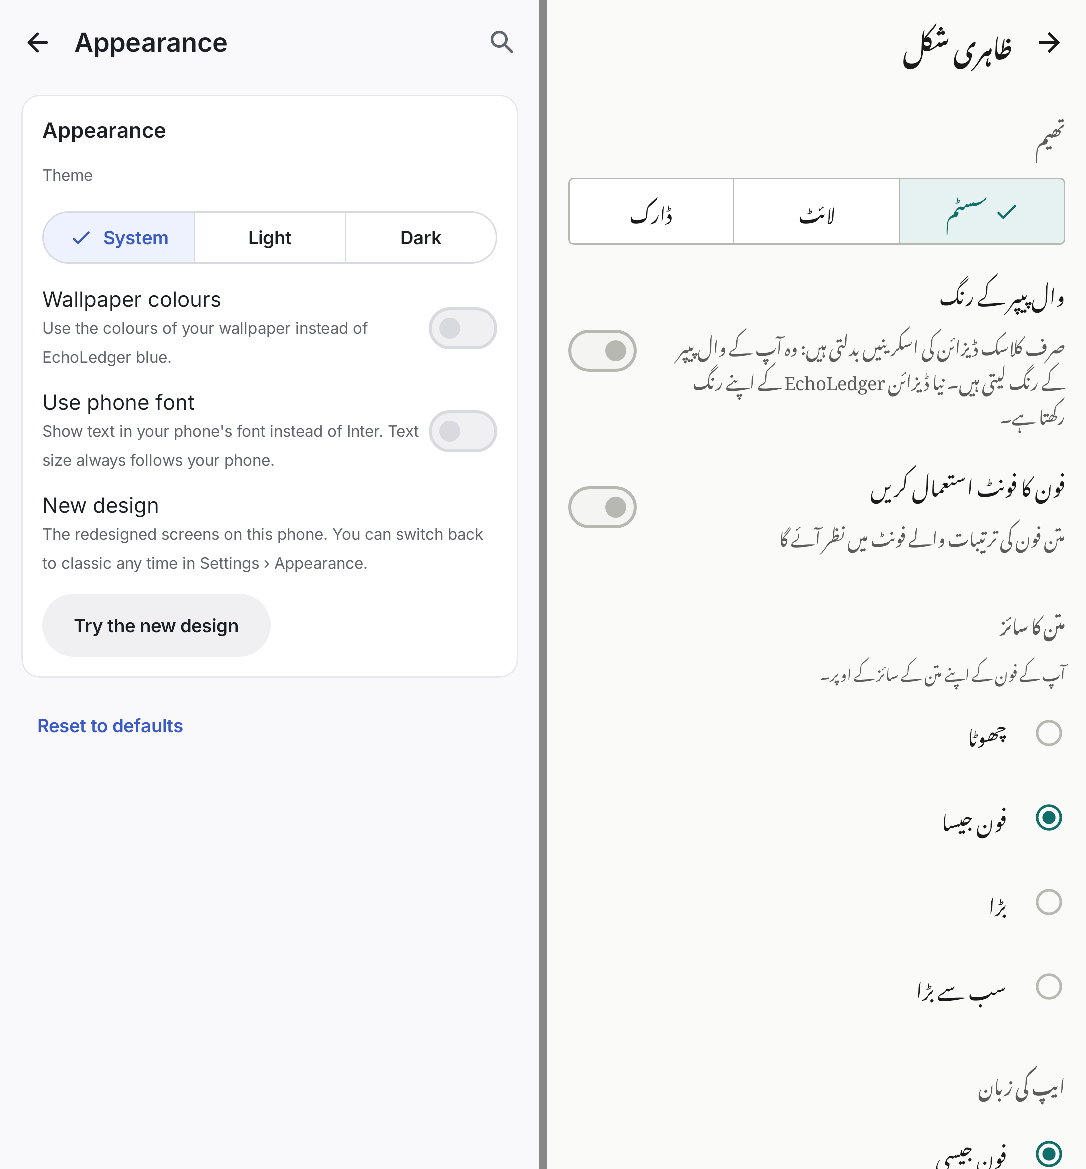 Appearance
Appearance
Theme
System
Light
Dark
Wallpaper colours
Use the colours of your wallpaper instead of
EchoLedger blue.
Use phone font
Show text in your phone's font instead of Inter. Text
size always follows your phone.
New design
The redesigned screens on this phone. You can switch back
to classic any time in Settings › Appearance.
Try the new design
Reset to defaults
ظاہری شکل
تھیم
سسٹم
لائٹ
ڈارک
وال پیپر کے رنگ
صرف کلاسک ڈیزائن کی اسکرینیں بدلتی ہیں: وہ آپ کے وال پیپر
کے رنگ لیتی ہیں۔ نیا ڈیزائن EchoLedger کے اپنے رنگ
رکھتا ہے۔
فون کا فونٹ استعمال کریں
متن فون کی ترتیبات والے فونٹ میں نظر آئے گا
متن کا سائز
آپ کے فون کے اپنے متن کے سائز کے اوپر۔
چھوٹا
فون جیسا
بڑا
سب سے بڑا
ایپ کی زبان
فون جیسی